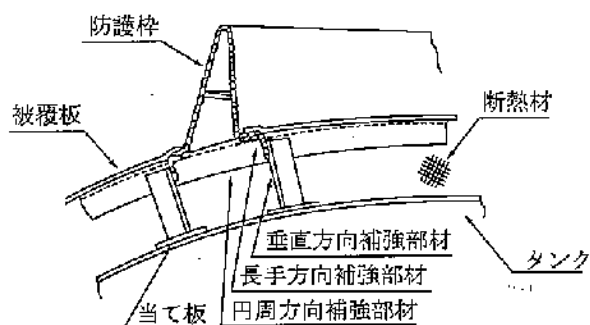 防護枠
被覆板
断熱材
垂直方向補強部材
長手方向補強部材
円周方向補強部材
当て板
タンク